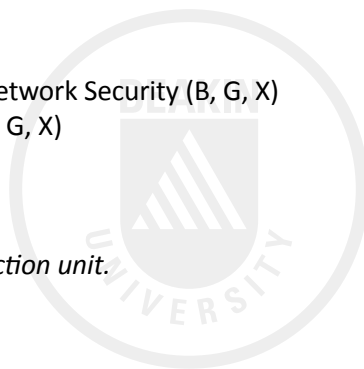 etwork Security (B, G, X)
G, X)
ction unit.
DEAKIN
UNIVERSITY